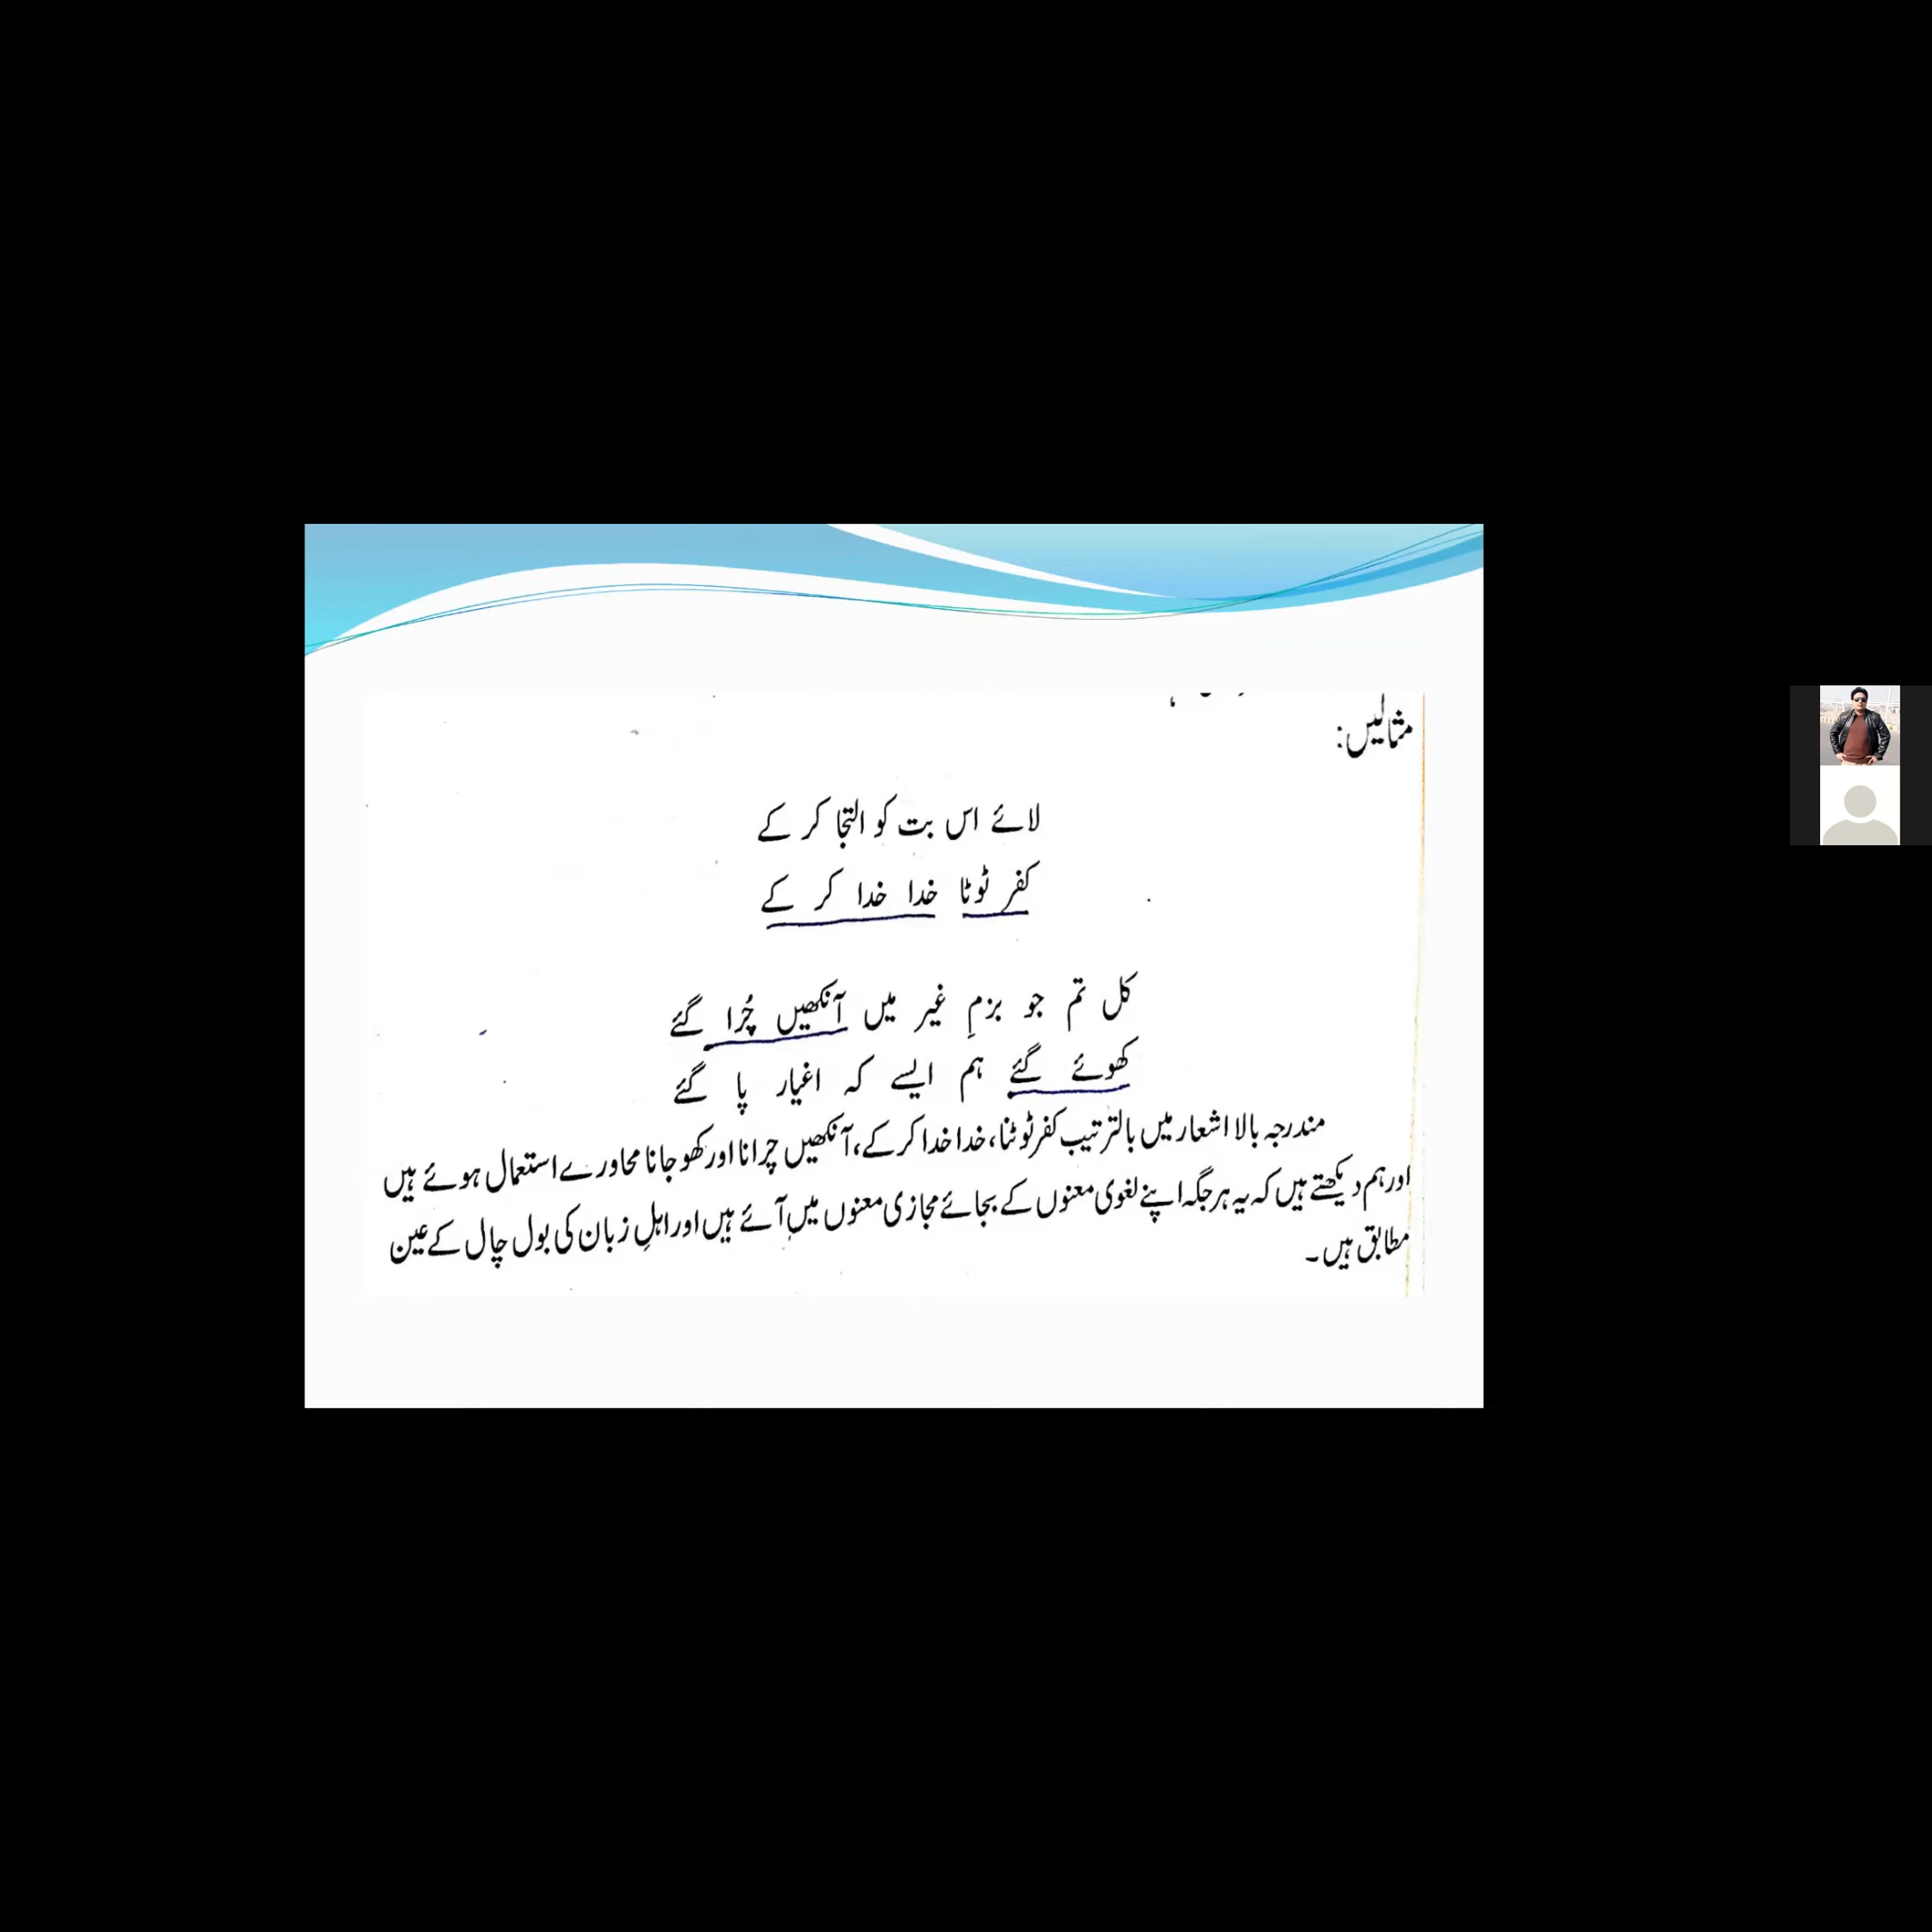 مثالیں:
لائے اس بت کو التجا کر کے
کفر ٹوٹا خدا خدا کر کے
کل تم جو بزمِ غیر میں آنکھیں چُرا گئے
کھوئے گئے ہم ایسے کہ اغیار پا گئے
مندرجہ بالا اشعار میں بالترتیب کفر ٹوٹنا، خدا خدا کر کے، آنکھیں چرانا اور کھو جانا محاورے استعمال ہوئے ہیں
اور ہم دیکھتے ہیں کہ یہ ہر جگہ اپنے لغوی معنوں کے بجائے مجازی معنوں میں آئے ہیں اور اہلِ زبان کی بول چال کے عین
مطابق ہیں۔